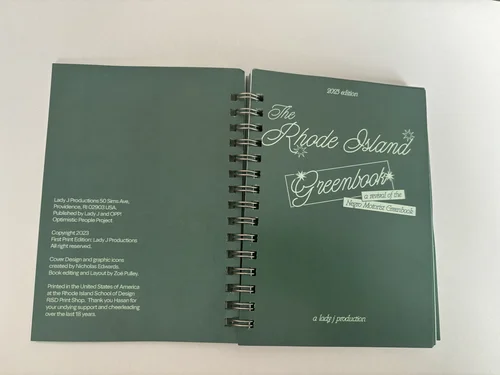 Lady J Productions 50 Sims Ave,
Providence, RI 02903 USA.
Published by Lady J and OPP,
Optimistic People Project
Copyright 2023
First Print Edition: Lady J Productions
All right reserved.
Cover Design and graphic icons
created by Nicholas Edwards.
Book editing and Layout by Zoë Pulley.
Printed in the United States of America
at the Rhode Island School of Design
RISD Print Shop. Thank you Hasan for
your undying support and cheerleading
over the last 18 years.
2023 edition
The
Rhode Island
Greenbook
a revival of the
Negro Motorist Greenbook
a lady j production